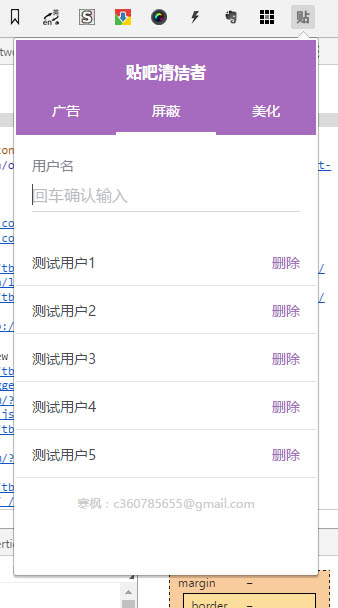 贴
贴吧清洁者
广告 屏蔽 美化
用户名
回车确认输入
测试用户1 删除
测试用户2 删除
测试用户3 删除
测试用户4 删除
测试用户5 删除
寒枫：c360785655@gmail.com
margin –
border –